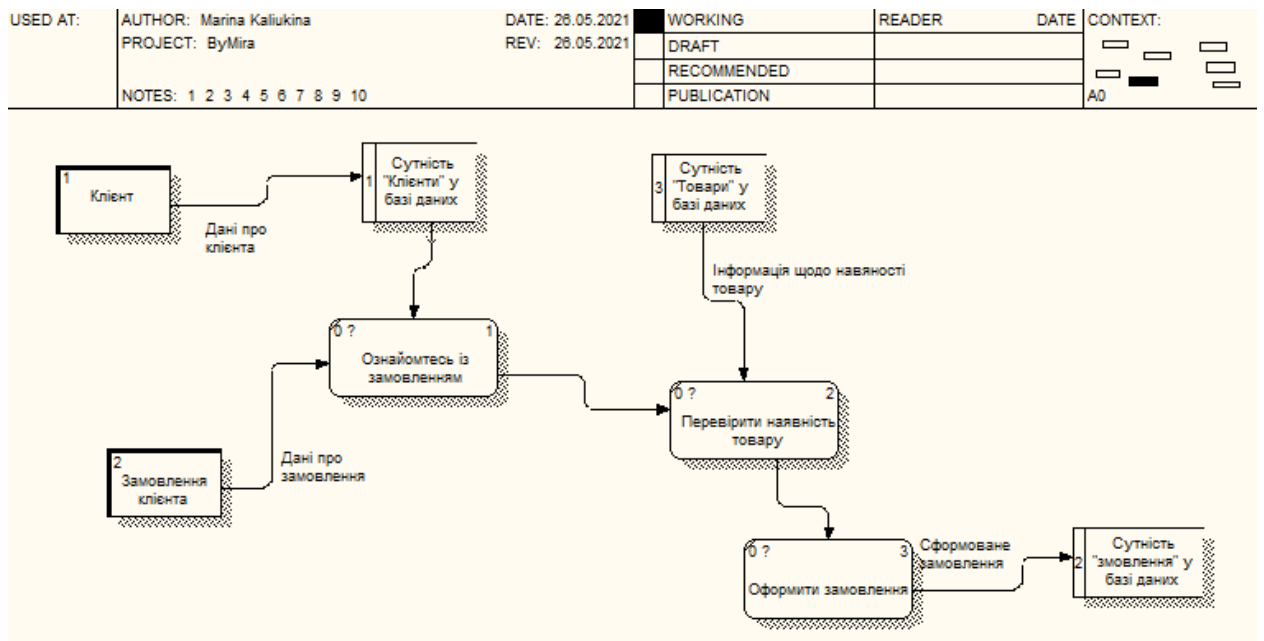 USED AT:
AUTHOR: Marina Kaliukina
DATE: 26.05.2021
PROJECT: ByMira
REV: 26.05.2021
NOTES: 1 2 3 4 5 6 7 8 9 10
WORKING
DRAFT
RECOMMENDED
PUBLICATION
READER
DATE
CONTEXT:
A0
1
Клієнт
Дані про
клієнта
1
Сутність
"Клієнти" у
базі даних
3
Сутність
"Товари" у
базі даних
Інформація щодо навяності
товару
0 ?
1
Ознайомтесь із
замовленням
0 ?
2
Перевірити наявність
товару
2
Замовлення
клієнта
Дані про
замовлення
0 ?
3
Оформити замовлення
Сформоване
замовлення
2
Сутність
"змовлення" у
базі даних